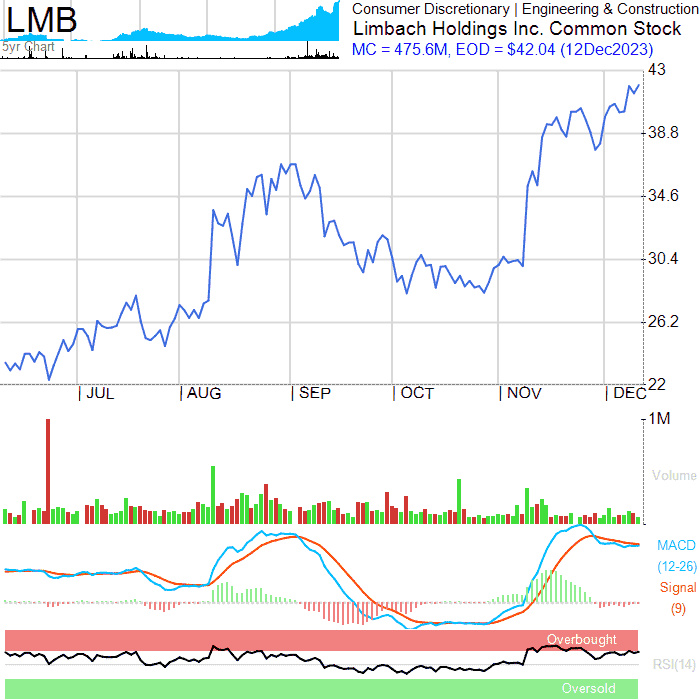 LMB
5yr Chart
Consumer Discretionary | Engineering & Construction
Limbach Holdings Inc. Common Stock
MC = 475.6M, EOD = $42.04 (12Dec2023)
43
38.8
34.6
30.4
26.2
22
JUL AUG SEP OCT NOV DEC
1M
Volume
MACD
(12-26)
Signal
(9)
Overbought
RSI(14)
Oversold